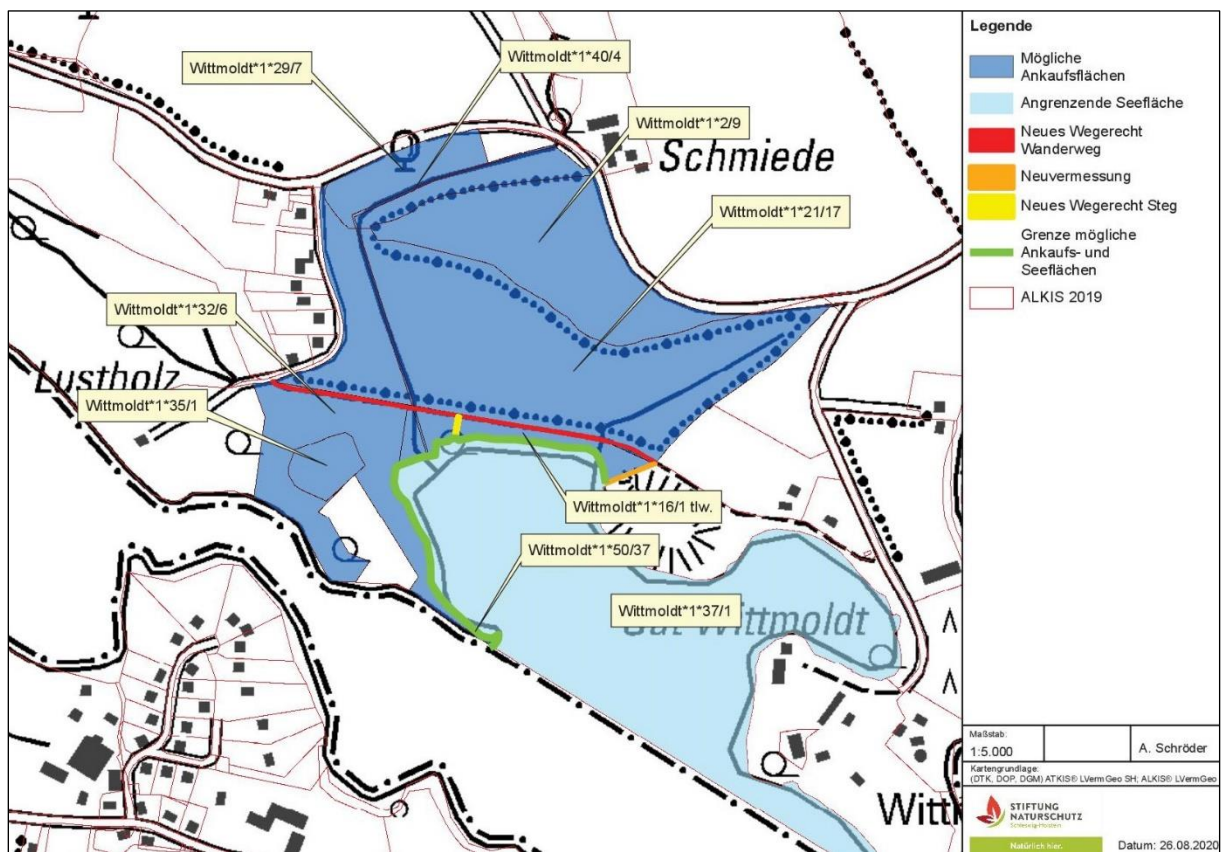 Wittmoldt*1*29/7
Wittmoldt*1*40/4
Wittmoldt*1*2/9
Schmiede
Wittmoldt*1*21/17
Wittmoldt*1*32/6
Lustholz
Wittmoldt*1*35/1
Wittmoldt*1*16/1 tlw.
Wittmoldt*1*50/37
Wittmoldt*1*37/1
Gut Wittmoldt
Legende
Mögliche
Ankaufsflächen
Angrenzende Seefläche
Neues Wegerecht
Wanderweg
Neuvermessung
Neues Wegerecht Steg
Grenze mögliche
Ankaufs- und
Seeflächen
ALKIS 2019
Maßstab:
1:5.000
A. Schröder
Kartengrundlage:
(DTK, DOP, DGM) ATKIS® LVermGeo SH; ALKIS® LVermGeo
STIFTUNG
NATURSCHUTZ
Schleswig-Holstein
Natürlich hier.
Datum: 26.08.2020